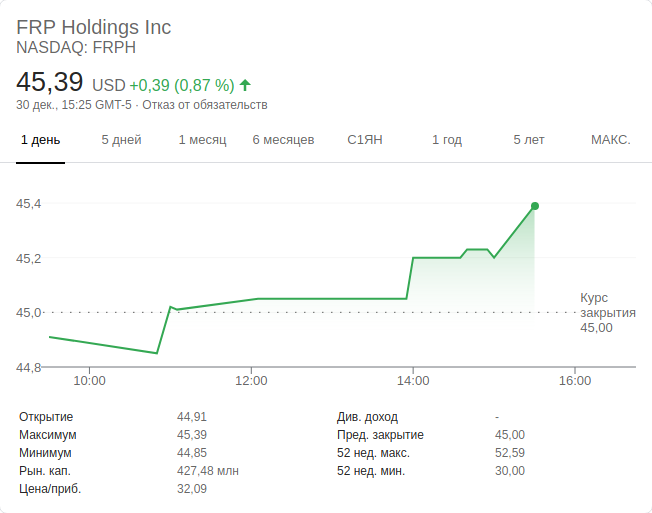 FRP Holdings Inc
NASDAQ: FRPH
45,39 USD +0,39 (0,87 %)
30 дек., 15:25 GMT-5 · Отказ от обязательств
1 день 5 дней 1 месяц 6 месяцев С1ЯН 1 год 5 лет МАКС.
45,4
45,2
45,0
44,8
Курс
закрытия
45,00
10:00 12:00 14:00 16:00
Открытие 44,91 Див. доход -
Максимум 45,39 Пред. закрытие 45,00
Минимум 44,85 52 нед. макс. 52,59
Рын. кап. 427,48 млн 52 нед. мин. 30,00
Цена/приб. 32,09